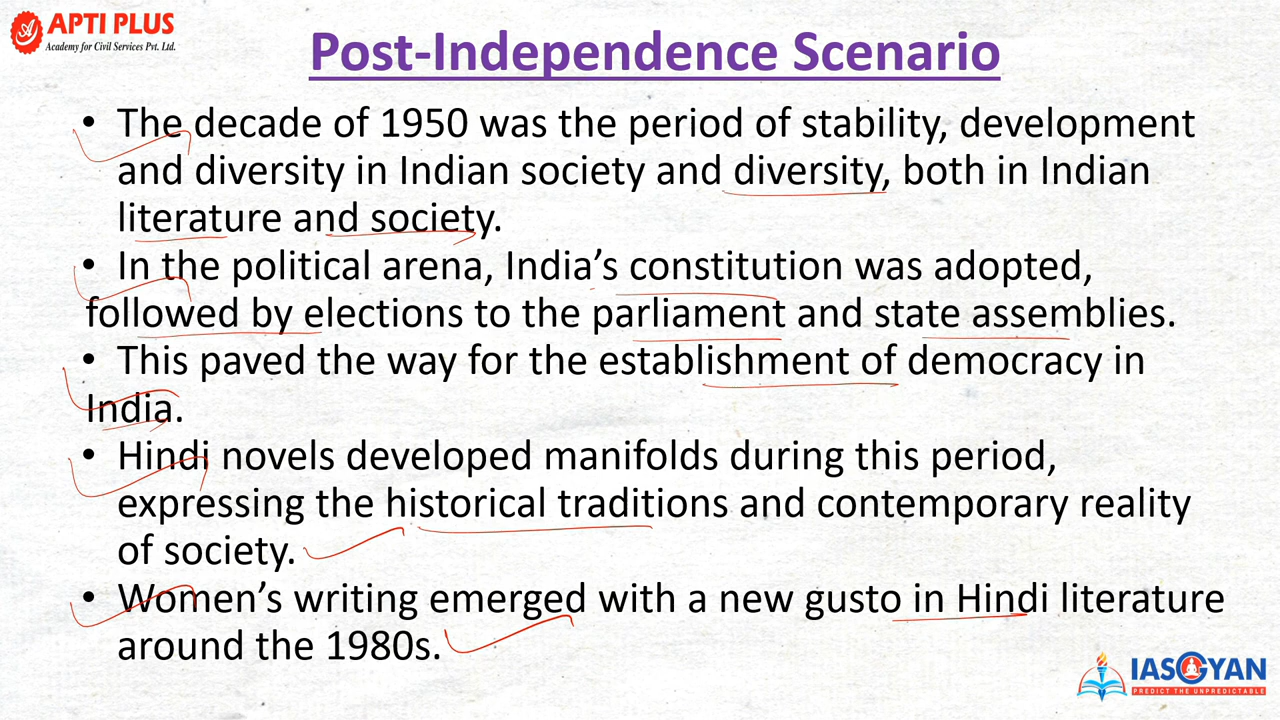 APTI PLUS
Academy for Civil Services Pvt. Ltd.
Post-Independence Scenario
• The decade of 1950 was the period of stability, development
and diversity in Indian society and diversity, both in Indian
literature and society.
• In the political arena, India’s constitution was adopted,
followed by elections to the parliament and state assemblies.
• This paved the way for the establishment of democracy in
India.
• Hindi novels developed manifolds during this period,
expressing the historical traditions and contemporary reality
of society.
• Women’s writing emerged with a new gusto in Hindi literature
around the 1980s.
IASGYAN
PREDICT THE UNPREDICTABLE